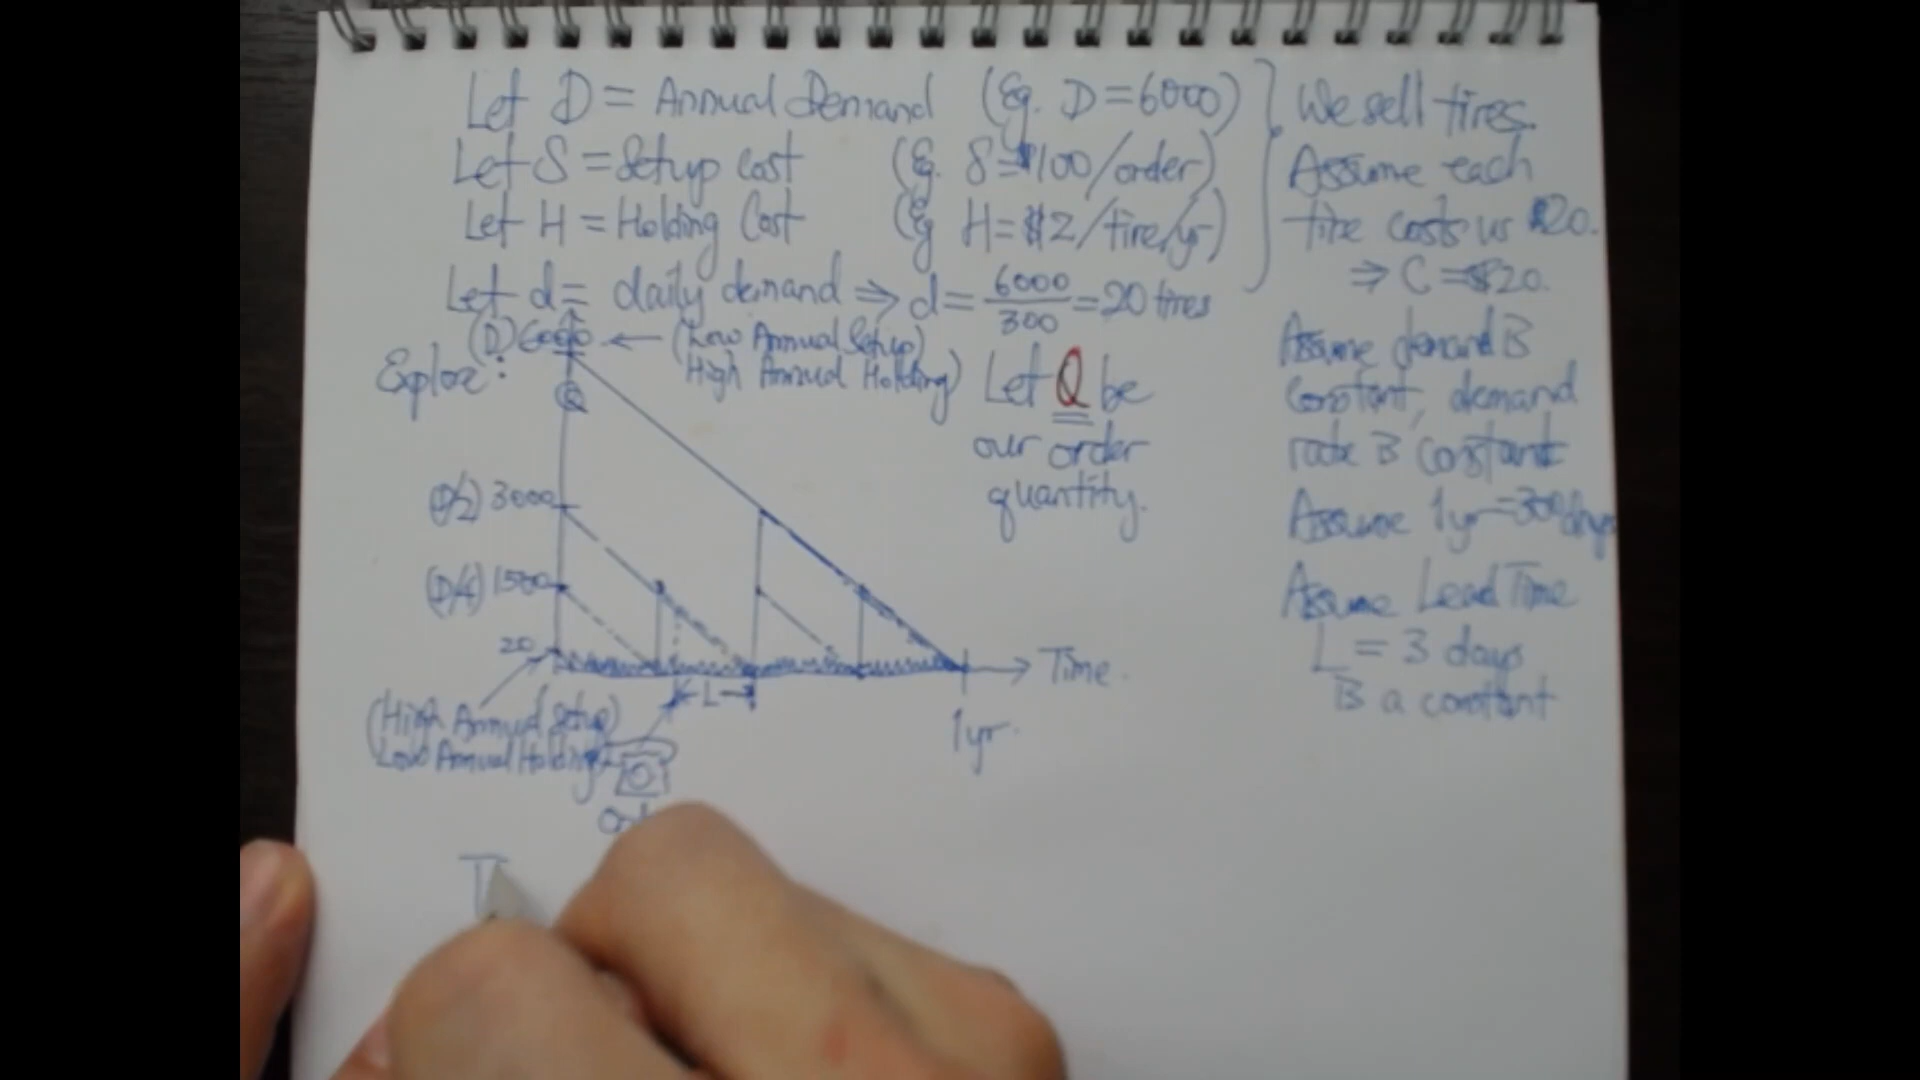 Let D = Annual Demand (Eg. D=6000)
Let S = Setup cost (Eg. S=$100/order)
Let H = Holding Cost (Eg H=$2/tire/yr)
Let d = daily demand ⇒ d = 6000/300 = 20 tires
We sell tires.
Assume each
tire costs us $20.
⇒ C = $20.
Assume demand is
constant, demand
rate is constant
Assume 1yr=300days
Assume Lead Time
L = 3 days
is a constant
Explore:
(D) 6000 ← (Low Annual Setup)
High Annual Holding)
Q
Let Q be
our order
quantity.
(D/2) 3000
(D/4) 1500
20
Time.
L
1yr.
(High Annual Setup)
Low Annual Holding)
T